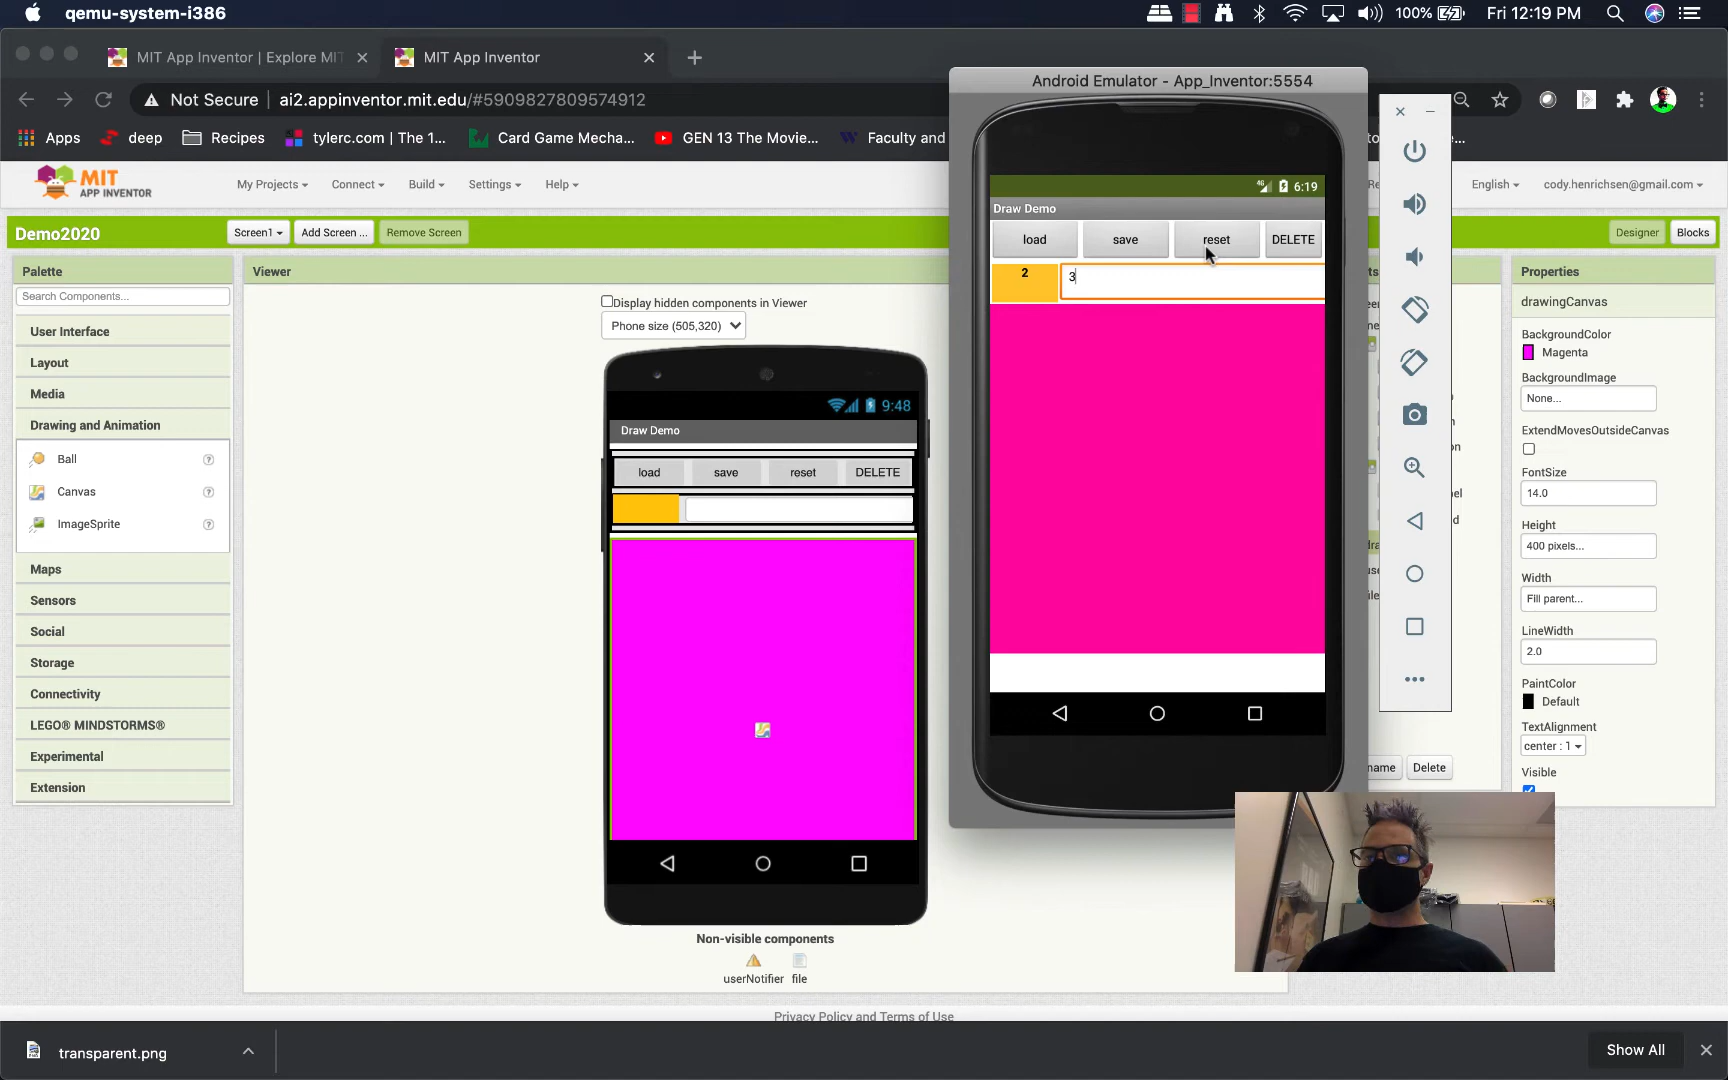 qemu-system-i386
100%
Fri 12:19 PM
MIT App Inventor | Explore MIT
MIT App Inventor
Not Secure
ai2.appinventor.mit.edu/#5909827809574912
Apps
deep
Recipes
tylerc.com | The 1...
Card Game Mecha...
GEN 13 The Movie...
Faculty and
MIT
APP INVENTOR
My Projects
Connect
Build
Settings
Help
English
cody.henrichsen@gmail.com
Demo2020
Screen1
Add Screen ...
Remove Screen
Designer
Blocks
Palette
Search Components...
User Interface
Layout
Media
Drawing and Animation
Ball
Canvas
ImageSprite
Maps
Sensors
Social
Storage
Connectivity
LEGO® MINDSTORMS®
Experimental
Extension
Viewer
Display hidden components in Viewer
Phone size (505,320)
9:48
Draw Demo
load
save
reset
DELETE
Non-visible components
userNotifier
file
Android Emulator - App_Inventor:5554
4G
6:19
Draw Demo
load
save
reset
DELETE
2
3
name
Delete
Properties
drawingCanvas
BackgroundColor
Magenta
BackgroundImage
None...
ExtendMovesOutsideCanvas
FontSize
14.0
Height
400 pixels...
Width
Fill parent...
LineWidth
2.0
PaintColor
Default
TextAlignment
center : 1
Visible
Privacy Policy and Terms of Use
transparent.png
Show All